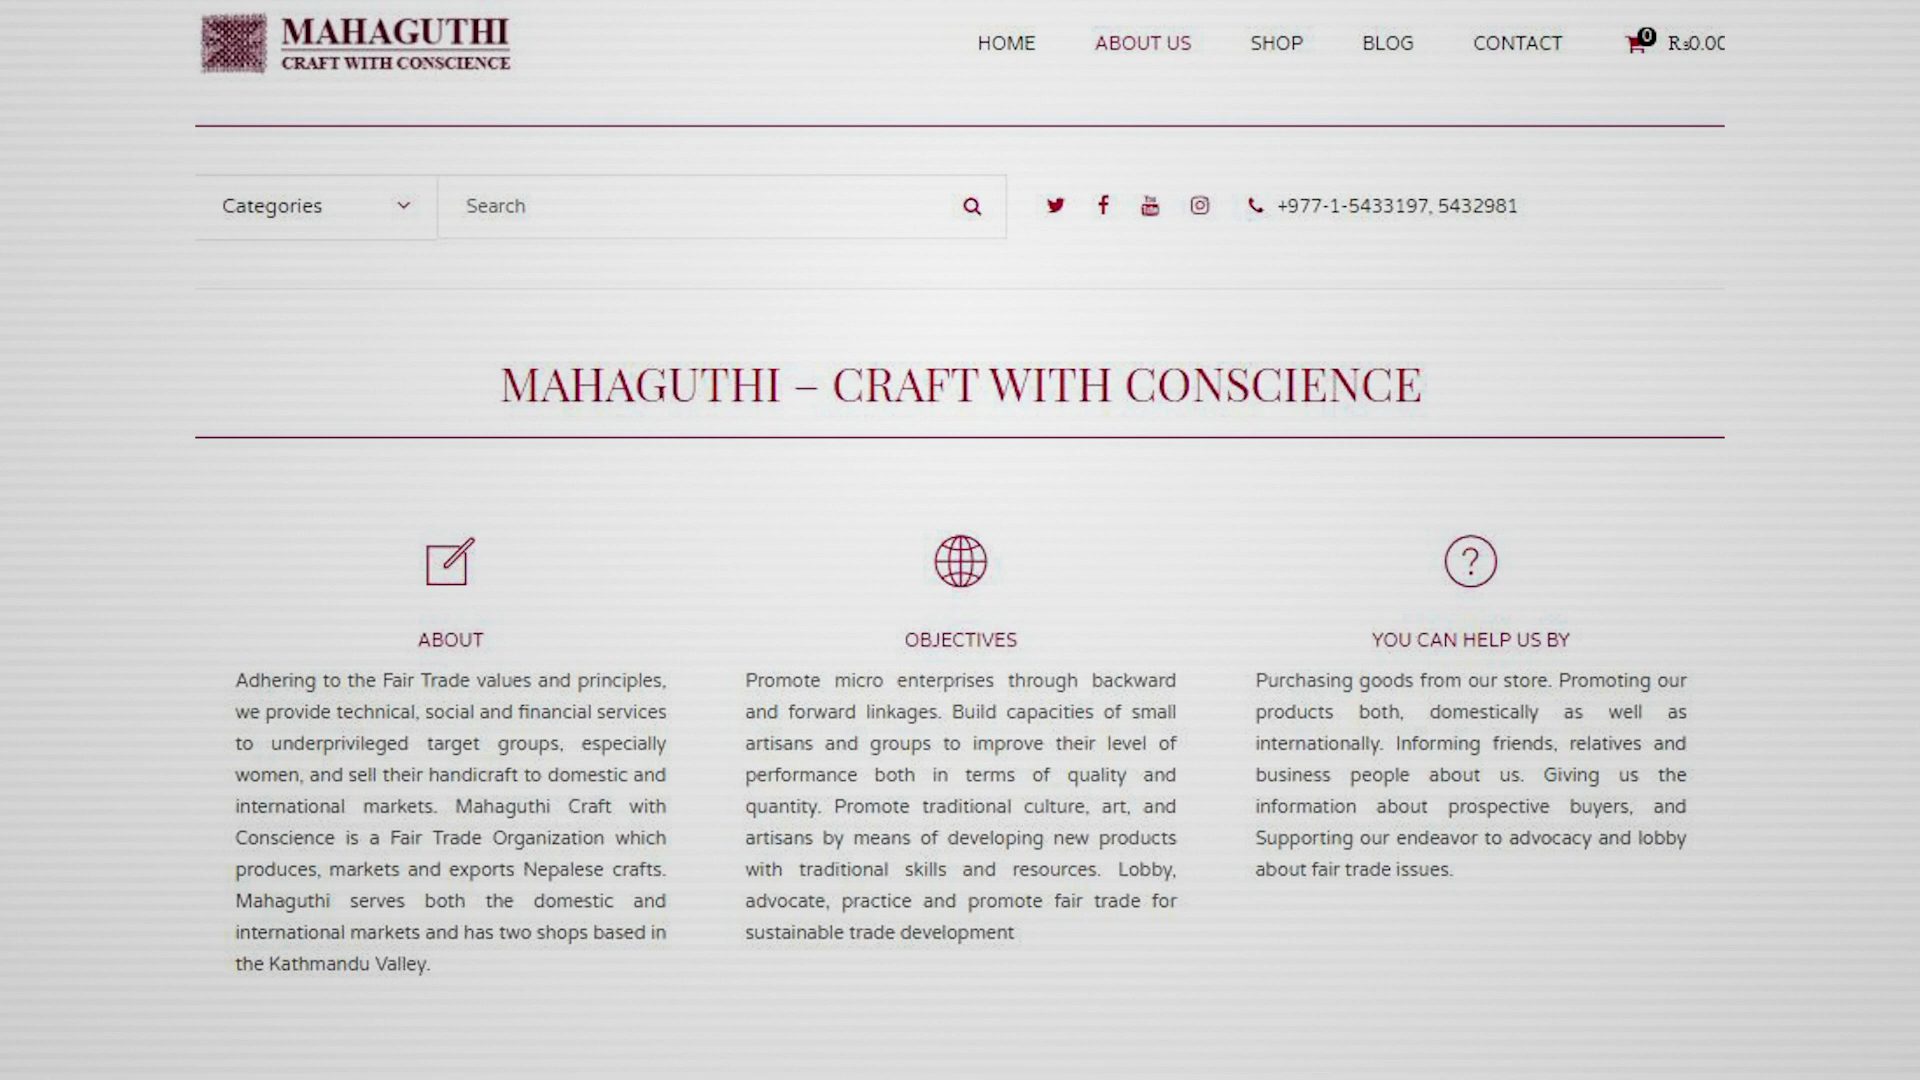 MAHAGUTHI
CRAFT WITH CONSCIENCE
HOME ABOUT US SHOP BLOG CONTACT 0 ₨0.00
Categories Search +977-1-5433197, 5432981
MAHAGUTHI – CRAFT WITH CONSCIENCE
ABOUT
Adhering to the Fair Trade values and principles,
we provide technical, social and financial services
to underprivileged target groups, especially
women, and sell their handicraft to domestic and
international markets. Mahaguthi Craft with
Conscience is a Fair Trade Organization which
produces, markets and exports Nepalese crafts.
Mahaguthi serves both the domestic and
international markets and has two shops based in
the Kathmandu Valley.
OBJECTIVES
Promote micro enterprises through backward
and forward linkages. Build capacities of small
artisans and groups to improve their level of
performance both in terms of quality and
quantity. Promote traditional culture, art, and
artisans by means of developing new products
with traditional skills and resources. Lobby,
advocate, practice and promote fair trade for
sustainable trade development
YOU CAN HELP US BY
Purchasing goods from our store. Promoting our
products both, domestically as well as
internationally. Informing friends, relatives and
business people about us. Giving us the
information about prospective buyers, and
Supporting our endeavor to advocacy and lobby
about fair trade issues.